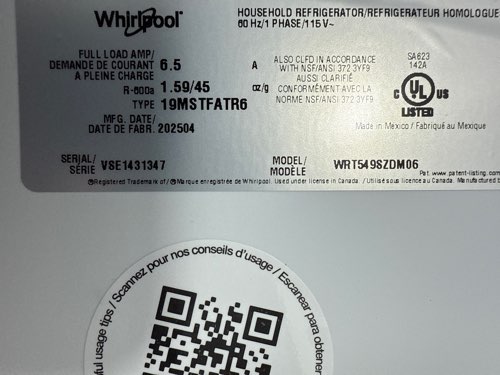 Whirlpool®
HOUSEHOLD REFRIGERATOR/REFRIGERATEUR HOMOLOGUE
60 Hz/1 PHASE/115 V~
FULL LOAD AMP/
DEMANDE DE COURANT 6.5 A
A PLEINE CHARGE
R-600a 1.59/45 oz/g
TYPE 19MSTFATR6
MFG. DATE/
DATE DE FABR. 202504
ALSO CLFD IN ACCORDANCE
WITH NSF/ANSI 372 3YF9
AUSSI CLARIFIÉ
CONFORMÉMENT AVEC LA
NORME NSF/ANSI 372 3YF9
SA623
142A
C UL US
LISTED
Made in Mexico / Fabriqué au Mexique
SERIAL/
SÉRIE VSE1431347
MODEL/
MODÈLE WRT549SZDM06
Pat. www.patent-listing.com
®Registered Trademark of / ®Marque enregistrée de Whirlpool. Used under license in Canada. / Utilisé sous licence au Canada. Manufactured
ful usage tips / Scannez pour nos conseils d'usage / Escanear para obtener